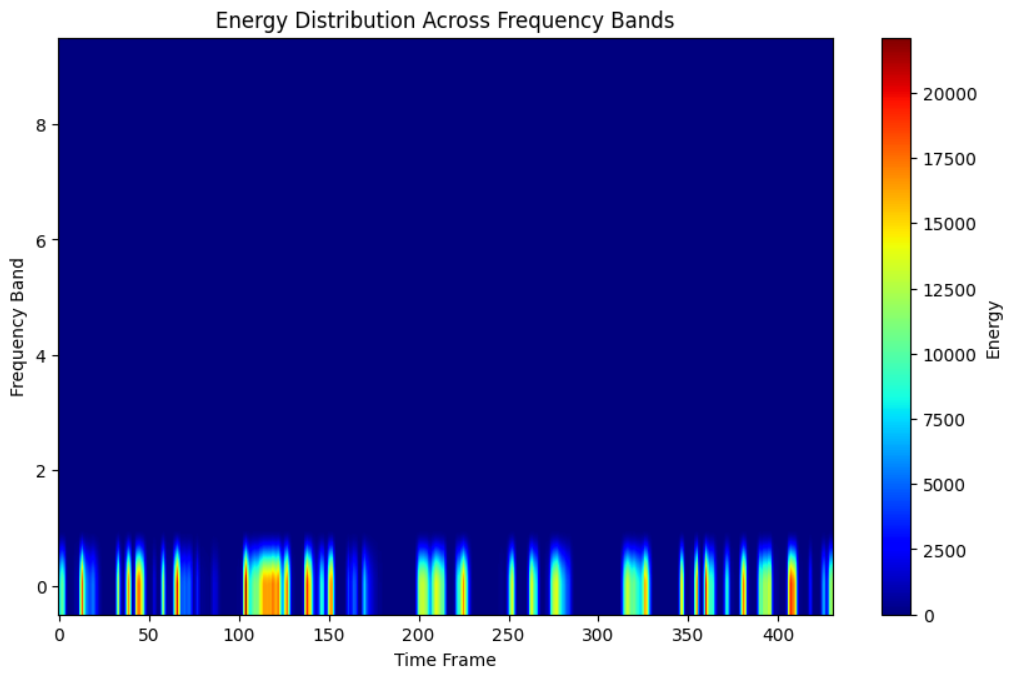 Energy Distribution Across Frequency Bands
Frequency Band
8
6
4
2
0
0 50 100 150 200 250 300 350 400
Time Frame
20000
17500
15000
12500
10000
7500
5000
2500
0
Energy